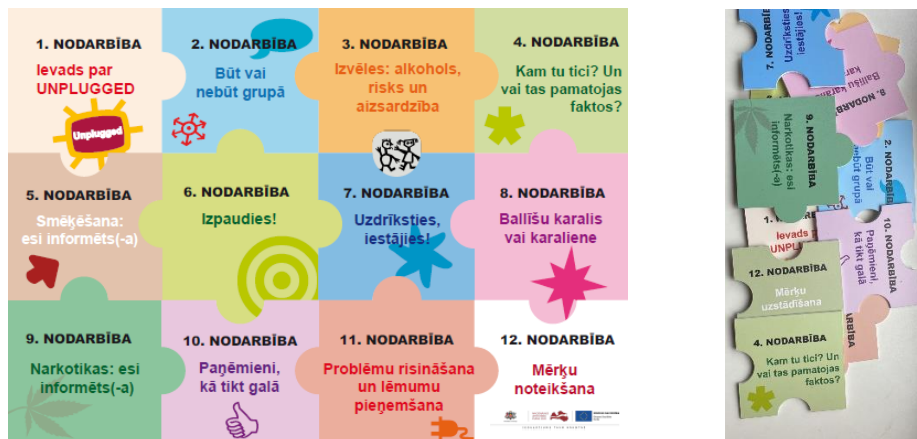 1. NODARBĪBA
Ievads par
UNPLUGGED
Unplugged
2. NODARBĪBA
Būt vai
nebūt grupā
3. NODARBĪBA
Izvēles: alkohols,
risks un
aizsardzība
4. NODARBĪBA
Kam tu tici? Un
vai tas pamatojas
faktos?
5. NODARBĪBA
Smēķēšana:
esi informēts(-a)
6. NODARBĪBA
Izpaudies!
7. NODARBĪBA
Uzdrīksties,
iestājies!
8. NODARBĪBA
Ballīšu karalis
vai karaliene
9. NODARBĪBA
Narkotikas: esi
informēts(-a)
10. NODARBĪBA
Paņēmieni,
kā tikt galā
11. NODARBĪBA
Problēmu risināšana
un lēmumu
pieņemšana
12. NODARBĪBA
Mērķu
noteikšana
7. NODARBĪBA
Uzdrīksties,
iestājies!
8. NODARBĪBA
Ballīšu
9. NODARBĪBA
Narkotikas: esi
informēts(-a)
2. NODARBĪBA
Būt vai
nebūt grupā
1.
Ievads
10. NODARBĪBA
Paņēmieni,
kā tikt galā
12. NODARBĪBA
Mērķu
uzstādīšana
4. NODARBĪBA
Kam tu tici? Un
vai tas pamatojas
faktos?